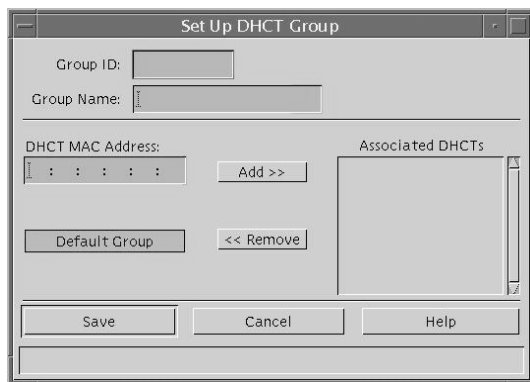 Set Up DHCT Group
Group ID:
Group Name:
DHCT MAC Address:
: : : : :
Add >>
Associated DHCTs
Default Group
<< Remove
Save
Cancel
Help